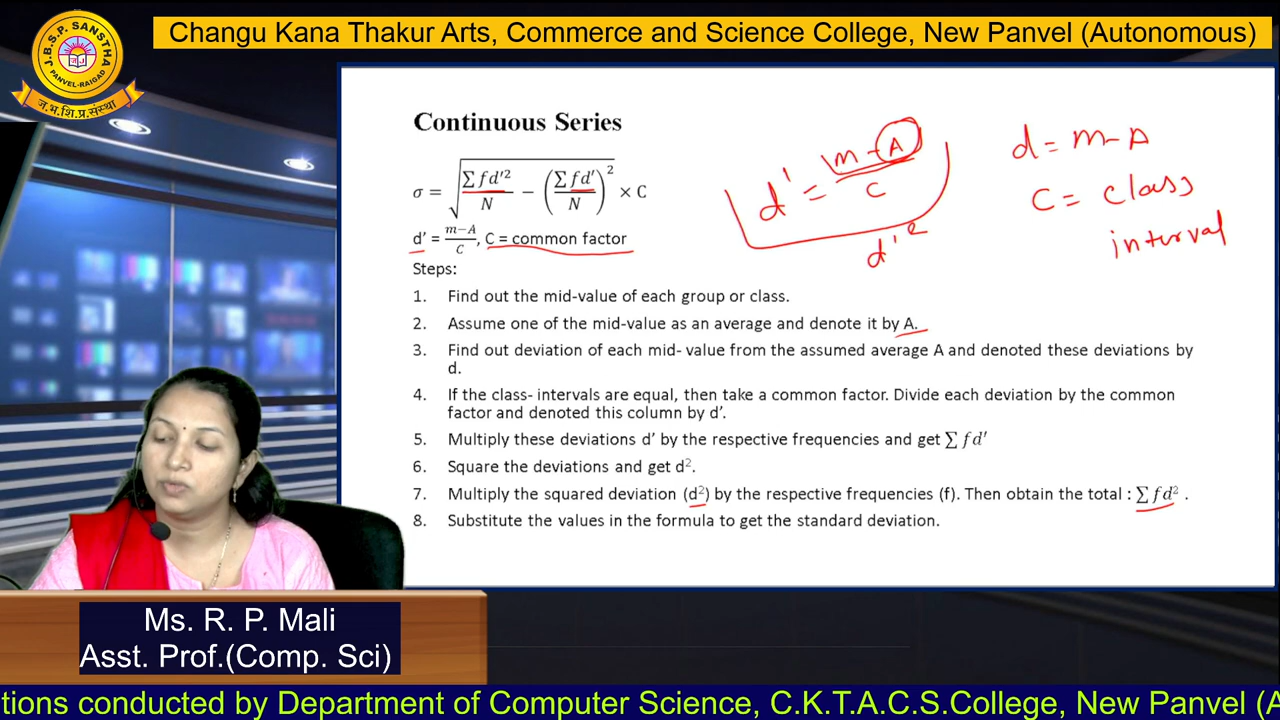 Changu Kana Thakur Arts, Commerce and Science College, New Panvel (Autonomous)
J.B.S.P. SANSTHA
PANVEL-RAIGAD
ज.भ.शि.प्र.संस्था
Continuous Series
σ = √(∑fd'²/N − (∑fd'/N)²) × C
d' = m−A/C, C = common factor
Steps:
1. Find out the mid-value of each group or class.
2. Assume one of the mid-value as an average and denote it by A.
3. Find out deviation of each mid- value from the assumed average A and denoted these deviations by
d.
4. If the class- intervals are equal, then take a common factor. Divide each deviation by the common
factor and denoted this column by d'.
5. Multiply these deviations d' by the respective frequencies and get ∑fd'
6. Square the deviations and get d².
7. Multiply the squared deviation (d²) by the respective frequencies (f). Then obtain the total : ∑fd² .
8. Substitute the values in the formula to get the standard deviation.
d' = m-A/C
d'²
d = m-A
C = class
interval
Ms. R. P. Mali
Asst. Prof.(Comp. Sci)
tions conducted by Department of Computer Science, C.K.T.A.C.S.College, New Panvel (A